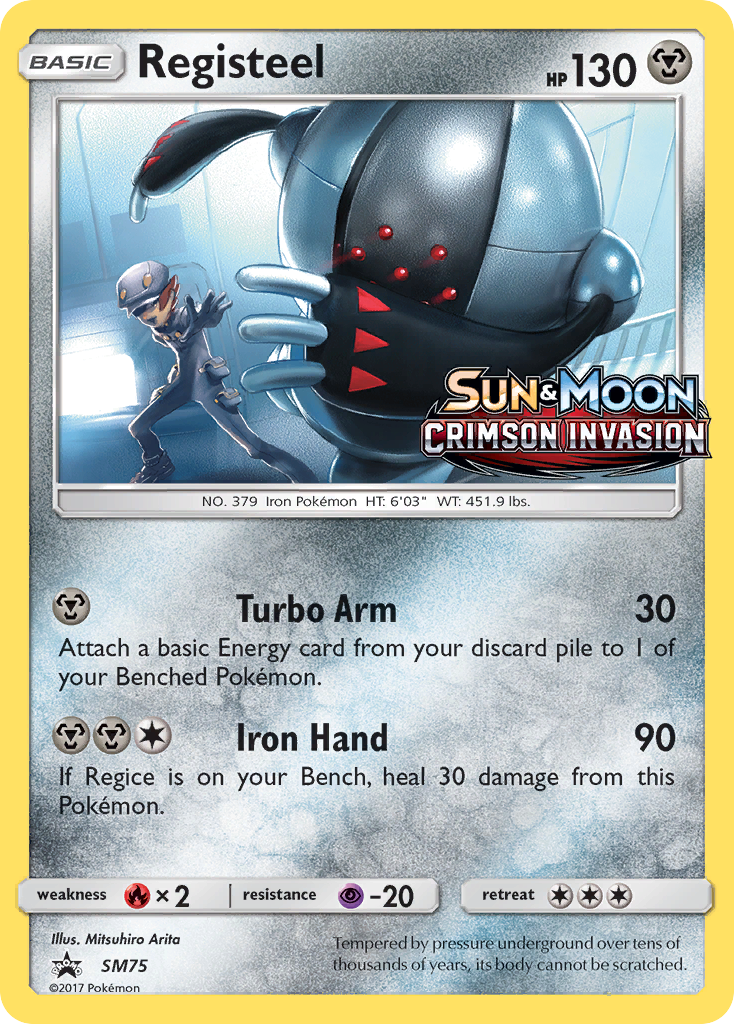 BASIC Registeel HP 130
SUN & MOON
CRIMSON INVASION
NO. 379 Iron Pokémon HT: 6'03" WT: 451.9 lbs.
Turbo Arm 30
Attach a basic Energy card from your discard pile to 1 of
your Benched Pokémon.
Iron Hand 90
If Regice is on your Bench, heal 30 damage from this
Pokémon.
weakness ×2 resistance -20 retreat
Illus. Mitsuhiro Arita
SM75
©2017 Pokémon
Tempered by pressure underground over tens of
thousands of years, its body cannot be scratched.